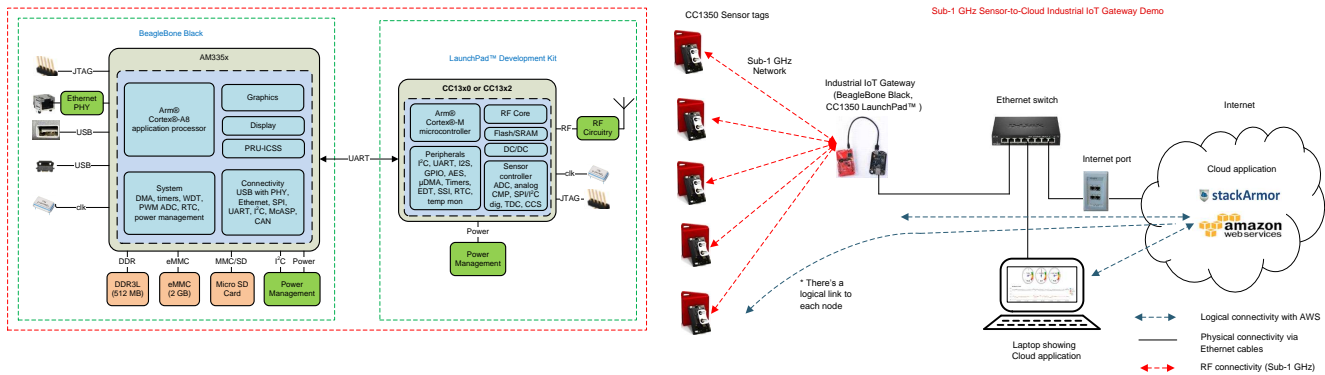 BeagleBone Black
AM335x
JTAG
Ethernet
PHY
USB
USB
clk
Arm®
Cortex®-A8
application processor
Graphics
Display
PRU-ICSS
System
DMA, timers, WDT,
PWM ADC, RTC,
power management
Connectivity
USB with PHY,
Ethernet, SPI,
UART, I²C, McASP,
CAN
DDR
eMMC
MMC/SD
I²C
Power
DDR3L
(512 MB)
eMMC
(2 GB)
Micro SD
Card
Power
Management
UART
LaunchPad™ Development Kit
CC13x0 or CC13x2
Arm®
Cortex®-M
microcontroller
RF Core
Flash/SRAM
DC/DC
Peripherals
I²C, UART, I2S,
GPIO, AES,
µDMA, Timers,
EDT, SSI, RTC,
temp mon
Sensor
controller
ADC, analog
CMP, SPI/I²C
dig, TDC, CCS
RF
RF
Circuitry
clk
JTAG
Power
Power
Management
CC1350 Sensor tags
Sub-1 GHz Sensor-to-Cloud Industrial IoT Gateway Demo
Sub-1 GHz
Network
Industrial IoT Gateway
(BeagleBone Black,
CC1350 LaunchPad™ )
Ethernet switch
Internet
Internet port
Cloud application
stackArmor
amazon
web services
* There's a
logical link to
each node
Laptop showing
Cloud application
Logical connectivity with AWS
Physical connectivity via
Ethernet cables
RF connectivity (Sub-1 GHz)